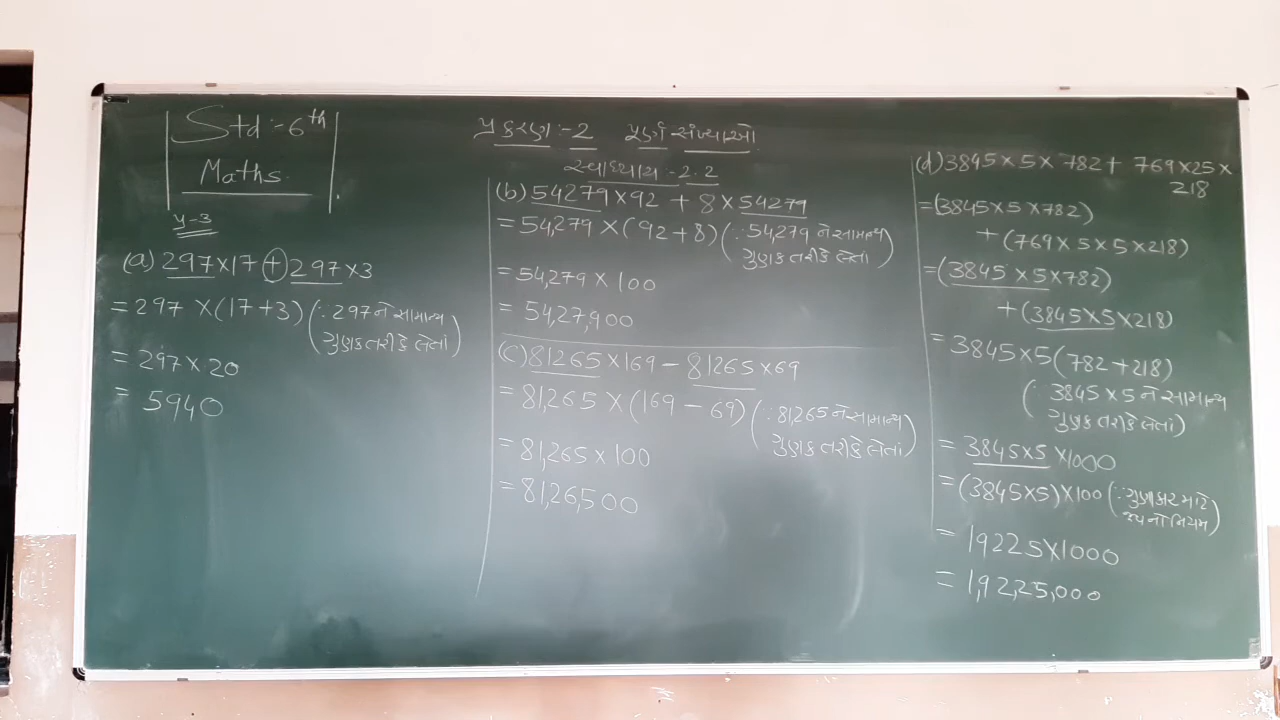 Std :- 6th
Maths.
પ્રકરણ :- 2 પૂર્ણ સંખ્યાઓ
સ્વાધ્યાય - 2.2
પ્ર-3
(a) 297×17 + 297×3
= 297 ×(17+3) (∵ 297 ને સામાન્ય
ગુણક તરીકે લેતાં)
= 297×20
= 5940
(b) 54279×92 + 8×54279
= 54,279 ×(92+8) (∵ 54,279 ને સામાન્ય
ગુણક તરીકે લેતાં)
= 54,279 × 100
= 54,27,900
(c) 81265×169 - 81265×69
= 81,265 ×(169 - 69) (∵ 81,265 ને સામાન્ય
ગુણક તરીકે લેતાં)
= 81,265 × 100
= 81,26,500
(d) 3845×5×782 + 769×25×
218
= (3845×5×782)
+ (769×5×5×218)
= (3845×5×782)
+ (3845×5×218)
= 3845×5(782+218)
(∵ 3845×5 ને સામાન્ય
ગુણક તરીકે લેતાં)
= 3845×5 ×1000
= (3845×5)×100 (∵ ગુણાકાર માટે
નો નિયમ)
= 19225×1000
= 1,92,25,000